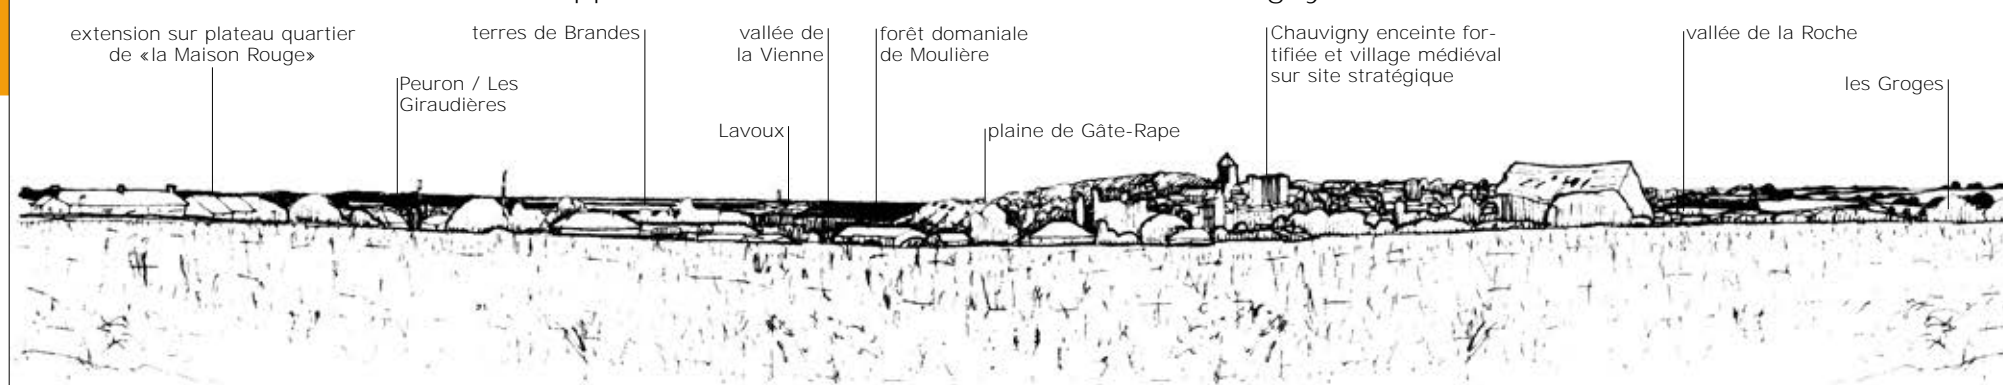 extension sur plateau quartier
de «la Maison Rouge»
Peuron / Les
Giraudières
terres de Brandes
Lavoux
vallée de
la Vienne
forêt domaniale
de Moulière
plaine de Gâte-Rape
Chauvigny enceinte for-
tifiée et village médiéval
sur site stratégique
vallée de la Roche
les Groges